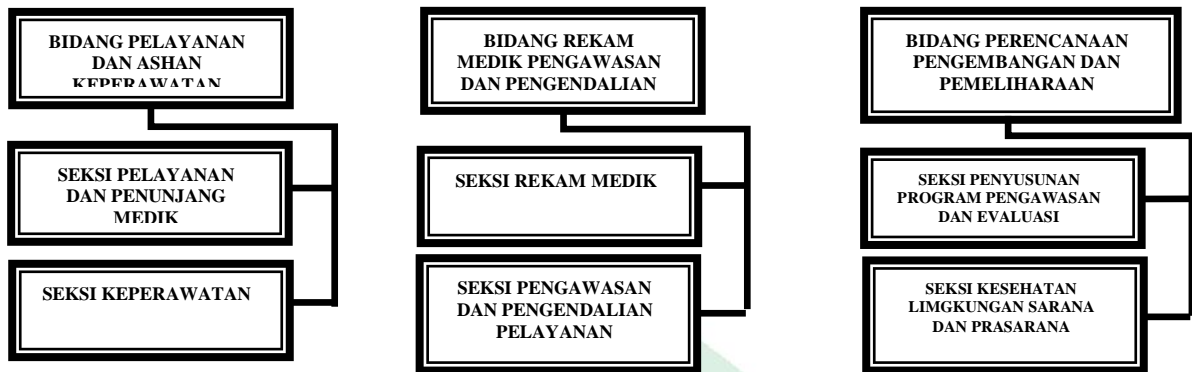 BIDANG PELAYANAN
DAN ASHAN
KEPERAWATAN
SEKSI PELAYANAN
DAN PENUNJANG
MEDIK
SEKSI KEPERAWATAN
BIDANG REKAM
MEDIK PENGAWASAN
DAN PENGENDALIAN
SEKSI REKAM MEDIK
SEKSI PENGAWASAN
DAN PENGENDALIAN
PELAYANAN
BIDANG PERENCANAAN
PENGEMBANGAN DAN
PEMELIHARAAN
SEKSI PENYUSUNAN
PROGRAM PENGAWASAN
DAN EVALUASI
SEKSI KESEHATAN
LIMGKUNGAN SARANA
DAN PRASARANA